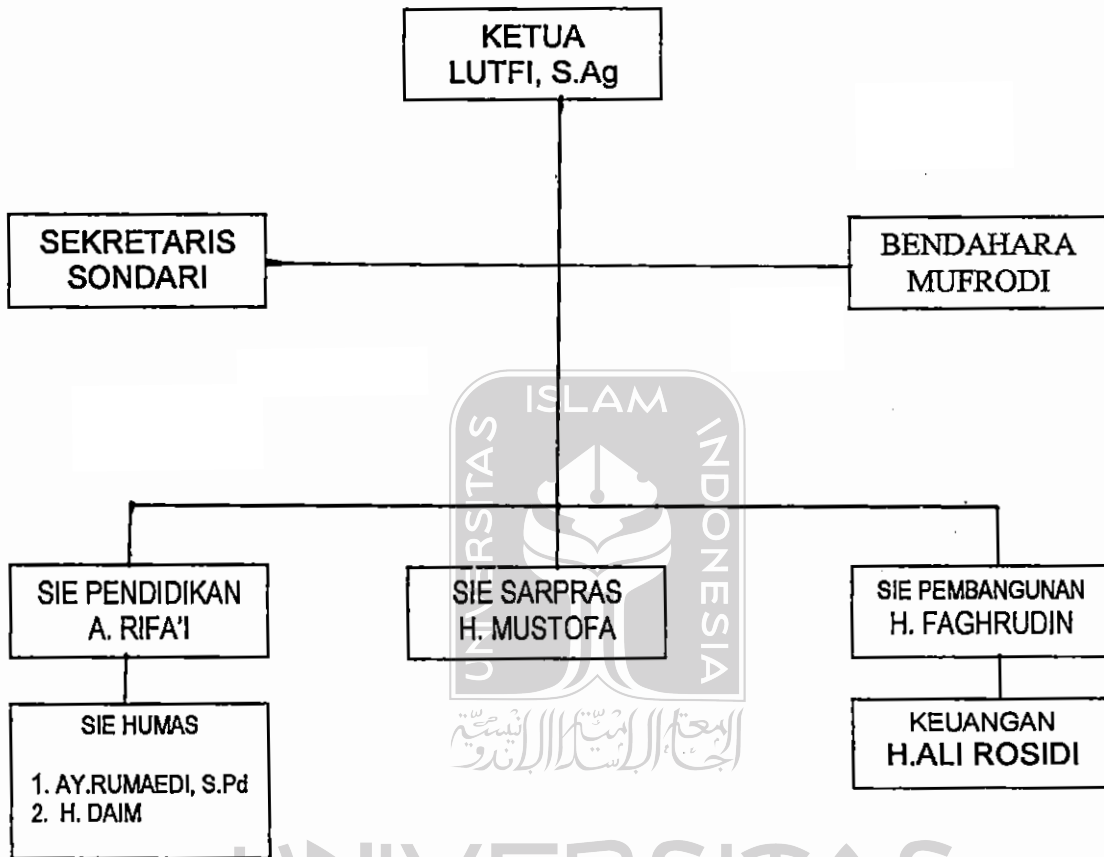 KETUA
LUTFI, S.Ag
SEKRETARIS
SONDARI
BENDAHARA
MUFRODI
UNIVERSITAS ISLAM INDONESIA
SIE PENDIDIKAN
A. RIFA'I
SIE SARPRAS
H. MUSTOFA
SIE PEMBANGUNAN
H. FAGHRUDIN
SIE HUMAS
1. AY.RUMAEDI, S.Pd
2. H. DAIM
KEUANGAN
H.ALI ROSIDI
UNIVERSITAS